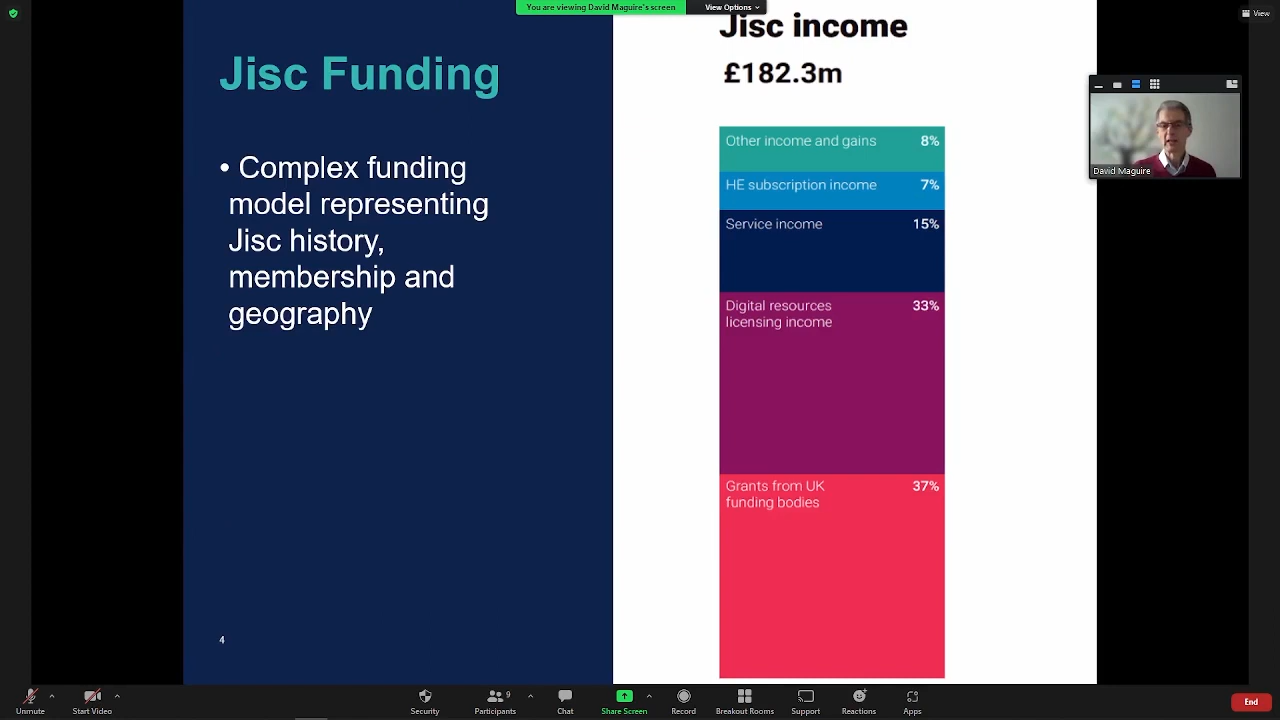 You are viewing David Maguire's screen
View Options
View
Jisc Funding
• Complex funding
model representing
Jisc history,
membership and
geography
4
Jisc income
£182.3m
Other income and gains 8%
HE subscription income 7%
Service income 15%
Digital resources 33%
licensing income
Grants from UK 37%
funding bodies
David Maguire
Unmute
Start Video
Security
Participants 9
Chat
Share Screen
Record
Breakout Rooms
Support
Reactions
Apps
End